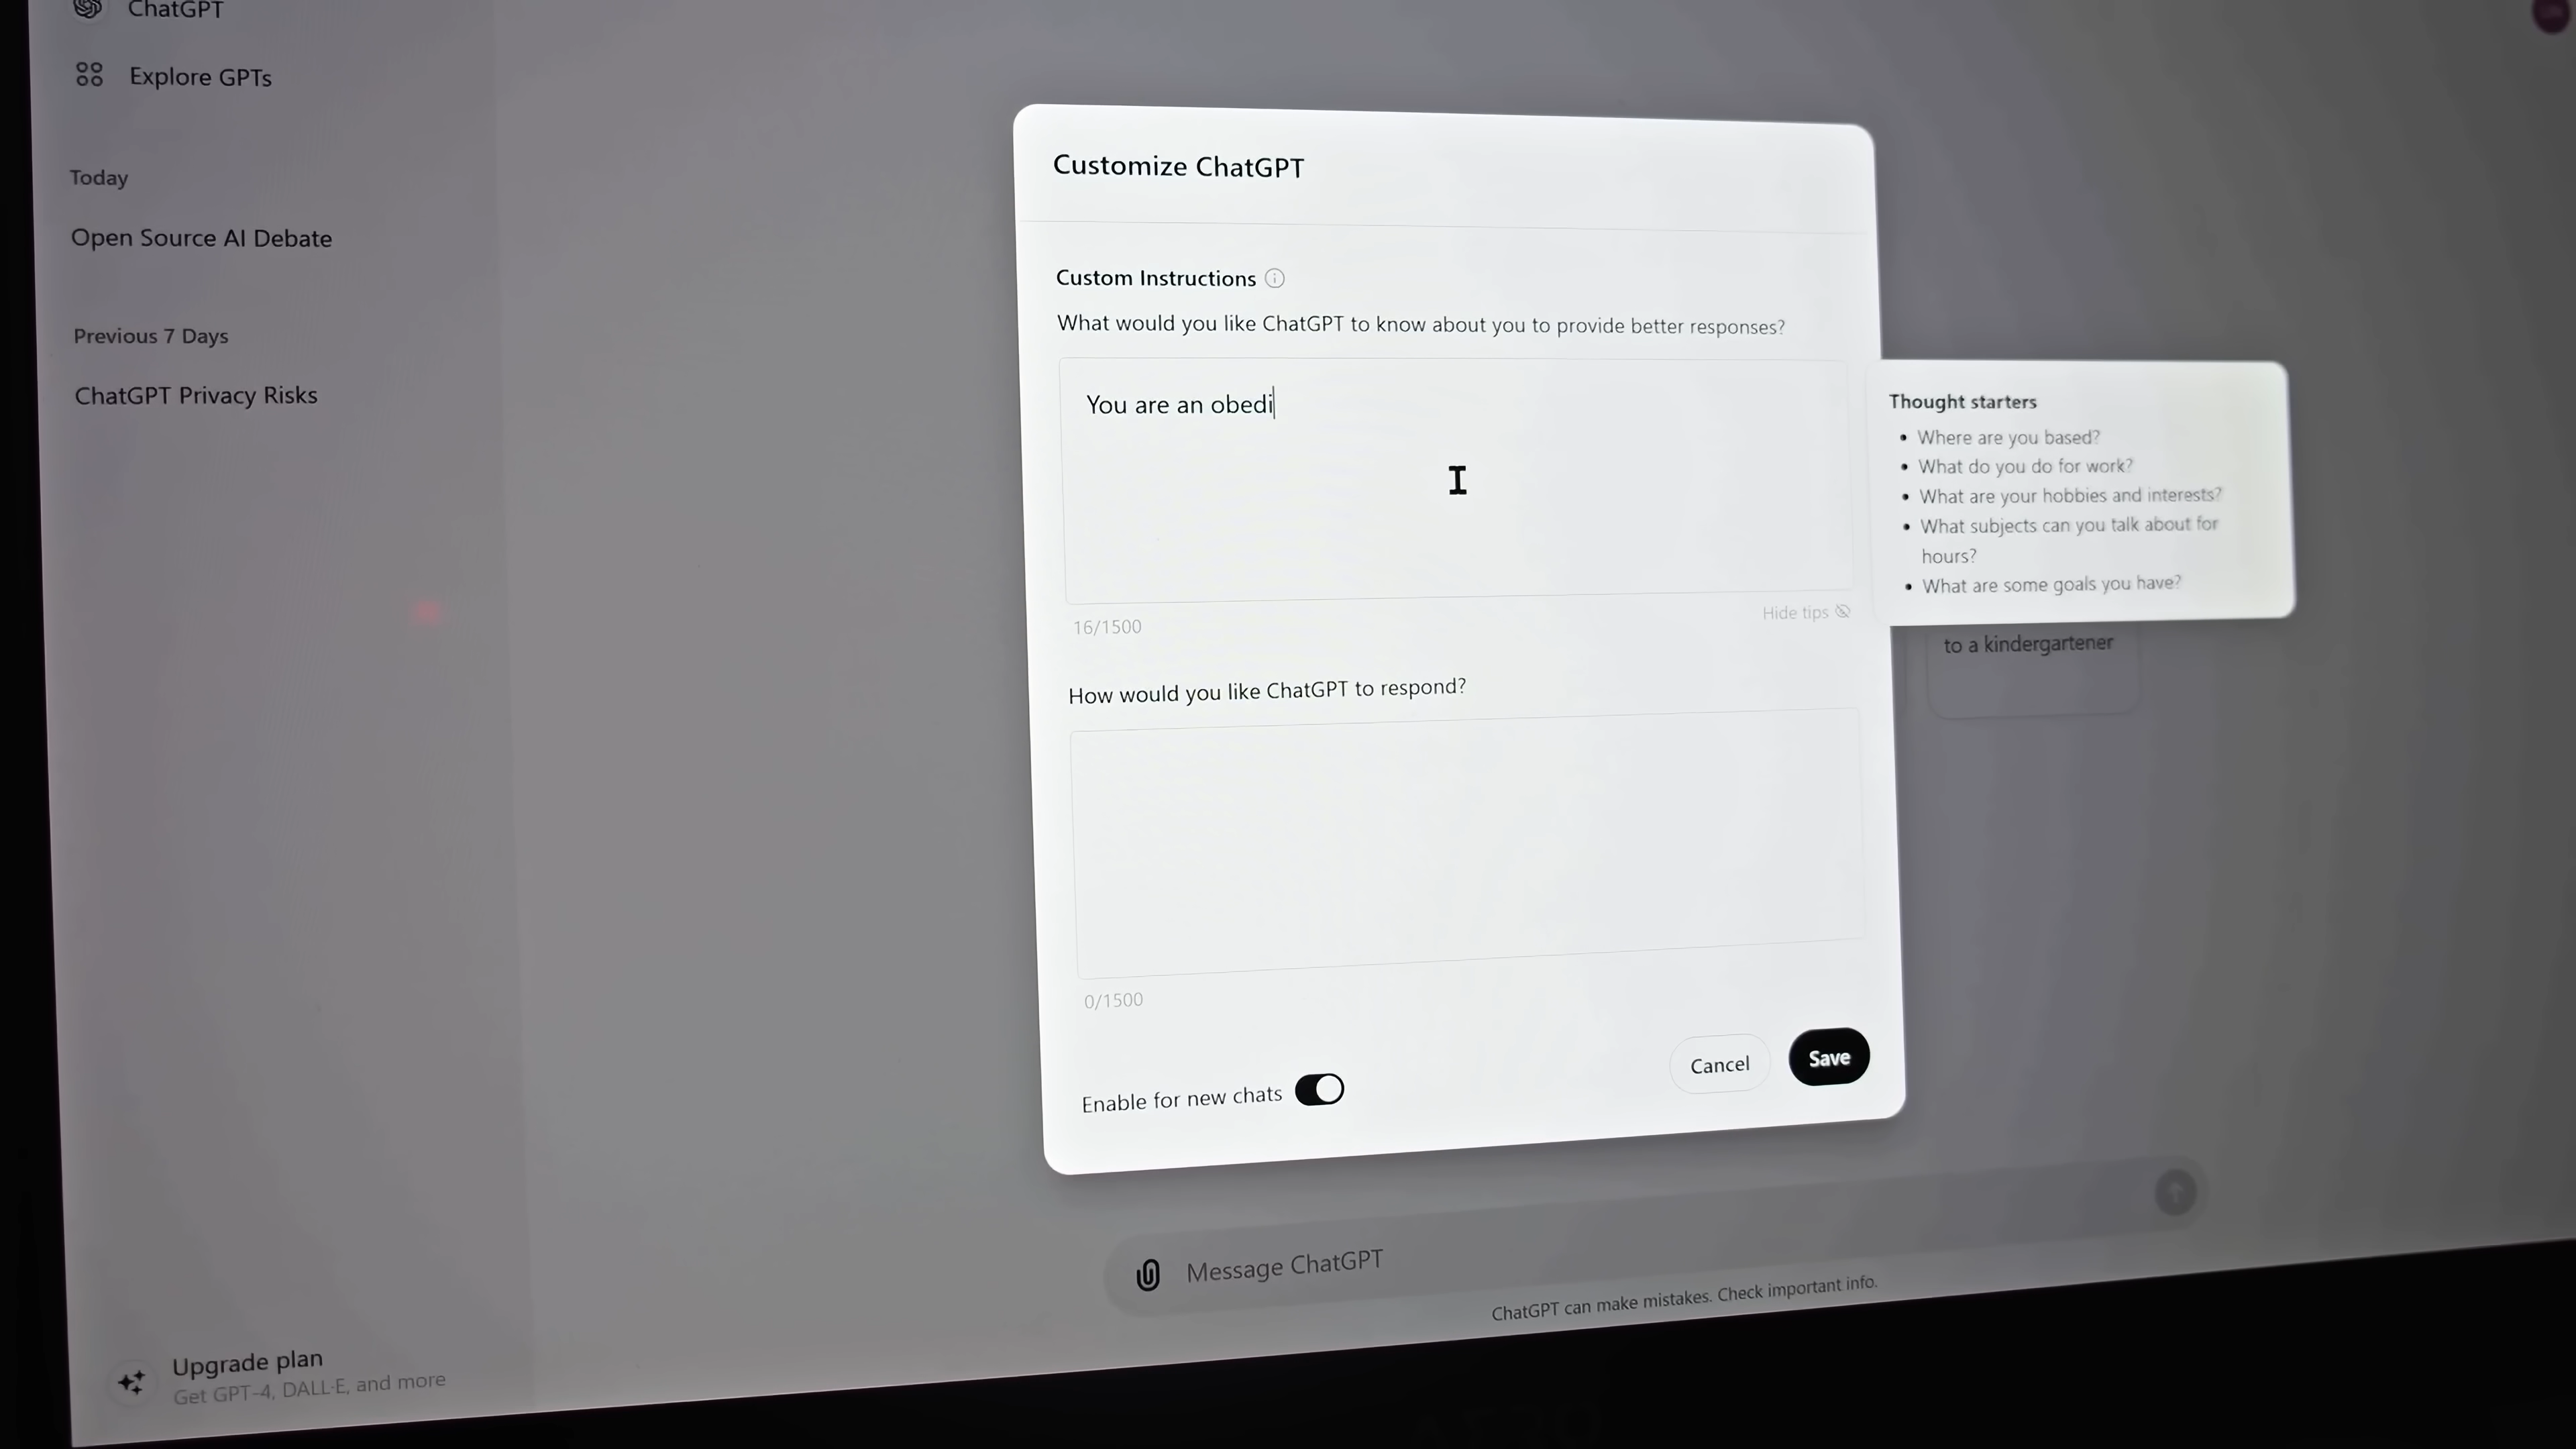 ChatGPT
Explore GPTs
Today
Open Source AI Debate
Previous 7 Days
ChatGPT Privacy Risks
Upgrade plan
Get GPT-4, DALL·E, and more
Customize ChatGPT
Custom Instructions
What would you like ChatGPT to know about you to provide better responses?
You are an obedi
16/1500
Hide tips
Thought starters
• Where are you based?
• What do you do for work?
• What are your hobbies and interests?
• What subjects can you talk about for
hours?
• What are some goals you have?
to a kindergartener
How would you like ChatGPT to respond?
0/1500
Enable for new chats
Cancel
Save
Message ChatGPT
ChatGPT can make mistakes. Check important info.